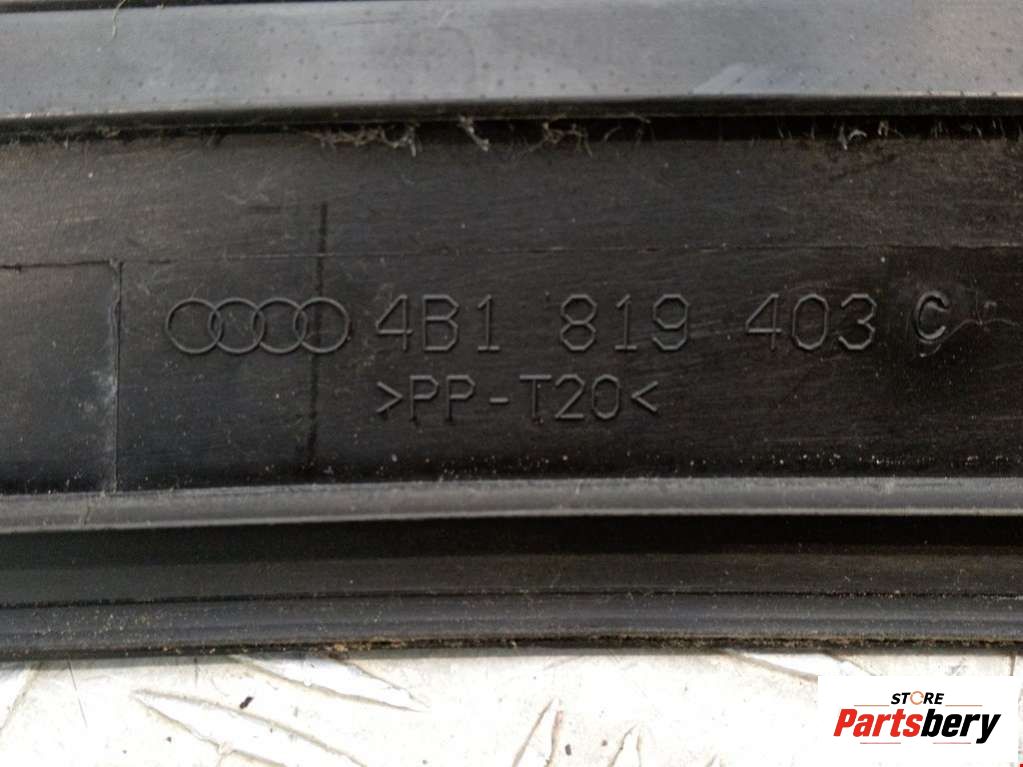 4B1 819 403 C
>PP-T20<
STORE
Partsbery